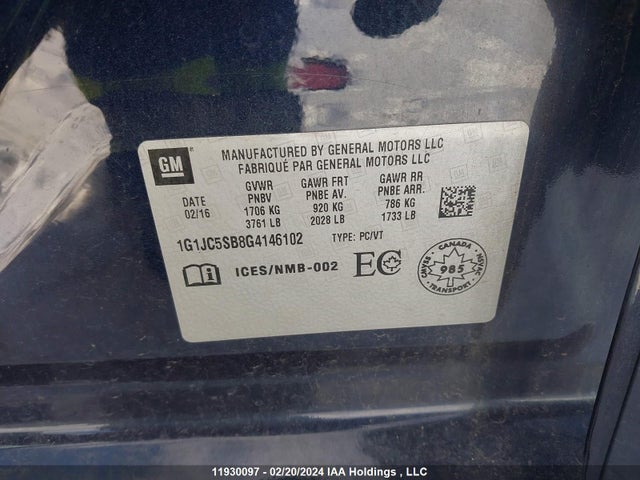 GM
MANUFACTURED BY GENERAL MOTORS LLC
FABRIQUÉ PAR GENERAL MOTORS LLC
DATE
02/16
GVWR
PNBV
1706 KG
3761 LB
GAWR FRT
PNBE AV.
920 KG
2028 LB
GAWR RR
PNBE ARR.
786 KG
1733 LB
1G1JC5SB8G4146102 TYPE: PC/VT
ICES/NMB-002 EC
CANADA
CMVSS 985 NSVAC
TRANSPORT
11930097 - 02/20/2024 IAA Holdings , LLC